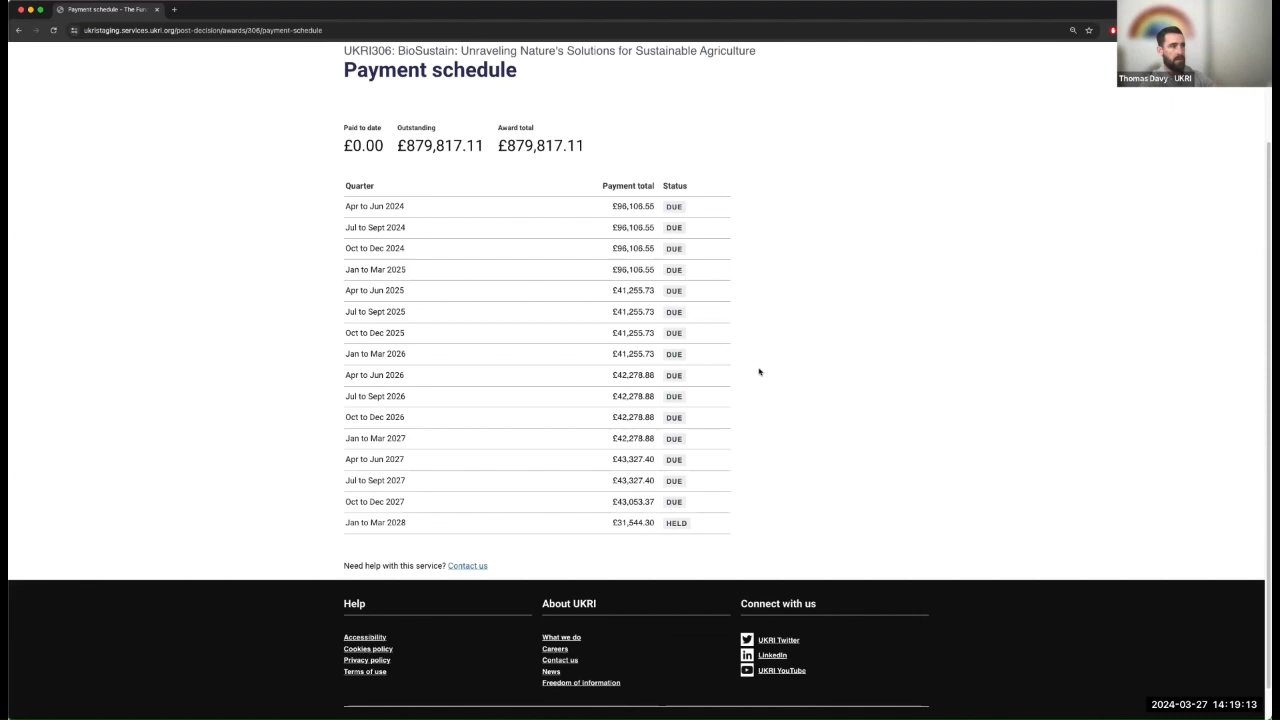 Payment schedule - The Fun
ukristaging.services.ukri.org/post-decision/awards/306/payment-schedule
UKRI306: BioSustain: Unraveling Nature's Solutions for Sustainable Agriculture
Payment schedule
Thomas Davy - UKRI
Paid to date Outstanding Award total
£0.00 £879,817.11 £879,817.11
Quarter Payment total Status
Apr to Jun 2024 £96,106.55 DUE
Jul to Sept 2024 £96,106.55 DUE
Oct to Dec 2024 £96,106.55 DUE
Jan to Mar 2025 £96,106.55 DUE
Apr to Jun 2025 £41,255.73 DUE
Jul to Sept 2025 £41,255.73 DUE
Oct to Dec 2025 £41,255.73 DUE
Jan to Mar 2026 £41,255.73 DUE
Apr to Jun 2026 £42,278.88 DUE
Jul to Sept 2026 £42,278.88 DUE
Oct to Dec 2026 £42,278.88 DUE
Jan to Mar 2027 £42,278.88 DUE
Apr to Jun 2027 £43,327.40 DUE
Jul to Sept 2027 £43,327.40 DUE
Oct to Dec 2027 £43,053.37 DUE
Jan to Mar 2028 £31,544.30 HELD
Need help with this service? Contact us
Help About UKRI Connect with us
Accessibility What we do UKRI Twitter
Cookies policy Careers LinkedIn
Privacy policy Contact us UKRI YouTube
Terms of use News
Freedom of information
2024-03-27 14:19:13